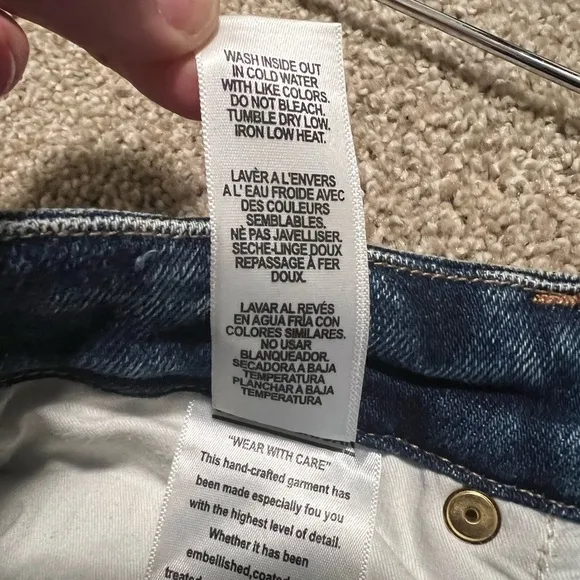 WASH INSIDE OUT
IN COLD WATER
WITH LIKE COLORS.
DO NOT BLEACH.
TUMBLE DRY LOW.
IRON LOW HEAT.
LAVÈR A L'ENVERS
A L' EAU FROIDE AVEC
DES COULEURS
SEMBLABLES.
NÈ PAS JAVELLISER.
SECHE-LINGE DOUX
REPASSAGE À FER
DOUX.
LAVAR AL REVÉS
EN AGUA FRÍA CON
COLORES SIMILARES.
NO USAR
BLANQUEADOR.
SECADORA A BAJA
TEMPERATURA
PLANCHAR A BAJA
TEMPERATURA
"WEAR WITH CARE"
This hand-crafted garment has
been made especially fou you
with the highest level of detail.
Whether it has been
embellished,coated
treated